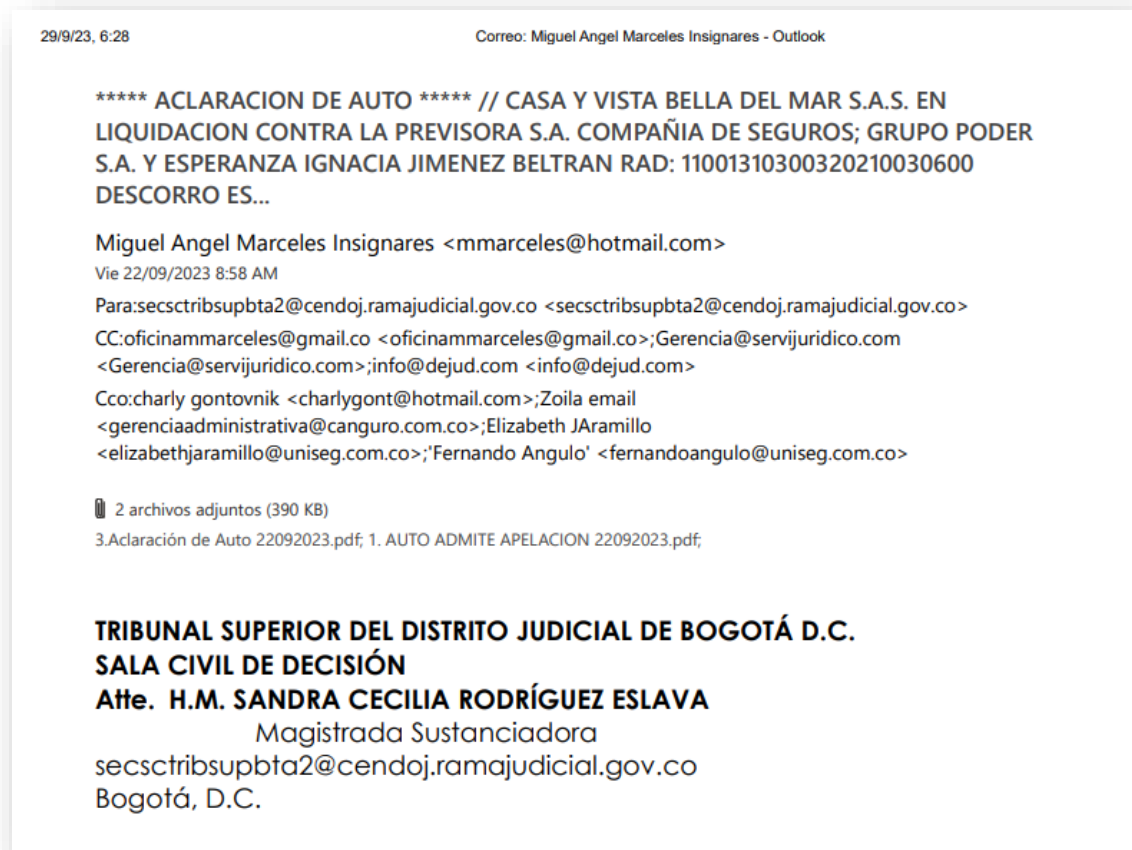 29/9/23, 6:28 Correo: Miguel Angel Marceles Insignares - Outlook
***** ACLARACION DE AUTO ***** // CASA Y VISTA BELLA DEL MAR S.A.S. EN
LIQUIDACION CONTRA LA PREVISORA S.A. COMPAÑIA DE SEGUROS; GRUPO PODER
S.A. Y ESPERANZA IGNACIA JIMENEZ BELTRAN RAD: 11001310300320210030600
DESCORRO ES...
Miguel Angel Marceles Insignares <mmarceles@hotmail.com>
Vie 22/09/2023 8:58 AM
Para:secsctribsupbta2@cendoj.ramajudicial.gov.co <secsctribsupbta2@cendoj.ramajudicial.gov.co>
CC:oficinammarceles@gmail.co <oficinammarceles@gmail.co>;Gerencia@servijuridico.com
<Gerencia@servijuridico.com>;info@dejud.com <info@dejud.com>
Cco:charly gontovnik <charlygont@hotmail.com>;Zoila email
<gerenciaadministrativa@canguro.com.co>;Elizabeth JAramillo
<elizabethjaramillo@uniseg.com.co>;'Fernando Angulo' <fernandoangulo@uniseg.com.co>
2 archivos adjuntos (390 KB)
3.Aclaración de Auto 22092023.pdf; 1. AUTO ADMITE APELACION 22092023.pdf;
TRIBUNAL SUPERIOR DEL DISTRITO JUDICIAL DE BOGOTÁ D.C.
SALA CIVIL DE DECISIÓN
Atte. H.M. SANDRA CECILIA RODRÍGUEZ ESLAVA
Magistrada Sustanciadora
secsctribsupbta2@cendoj.ramajudicial.gov.co
Bogotá, D.C.